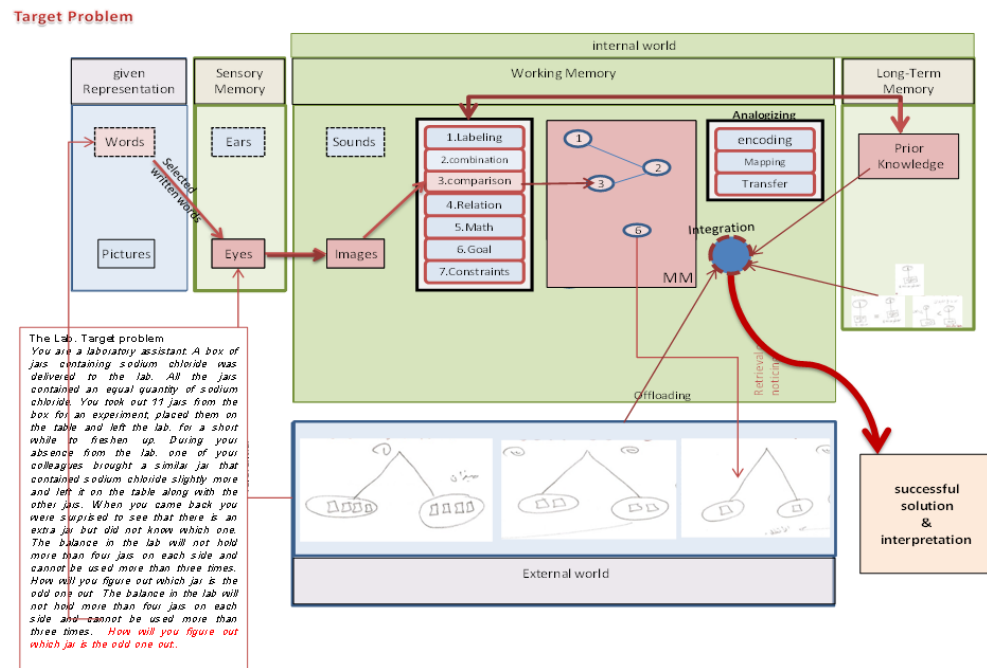 Target Problem
internal world
given
Representation
Sensory
Memory
Working Memory
Long-Term
Memory
Words
Ears
Sounds
1.Labeling
2.combination
3.comparison
4.Relation
5.Math
6.Goal
7.Constraints
1
2
3
6
MM
Analogizing
encoding
Mapping
Transfer
Prior
Knowledge
Selected
written words
Pictures
Eyes
Images
Integration
Retrieval
noticing
Offloading
The Lab. Target problem
You are a laboratory assistant. A box of
jars containing sodium chloride was
delivered to the lab. All the jars
contained an equal quantity of sodium
chloride. You took out 11 jars from the
box for an experiment, placed them on
the table and left the lab. for a short
while to freshen up. During your
absence from the lab. one of your
colleagues brought a similar jar that
contained sodium chloride slightly more
and left it on the table along with the
other jars. When you came back you
were surprised to see that there is an
extra jar but did not know which one.
The balance in the lab will not hold
more than four jars on each side and
cannot be used more than three times.
How will you figure out which jar is the
odd one out The balance in the lab will
not hold more than four jars on each
side and cannot be used more than
three times. How will you figure out
which jar is the odd one out..
successful
solution
&
interpretation
External world